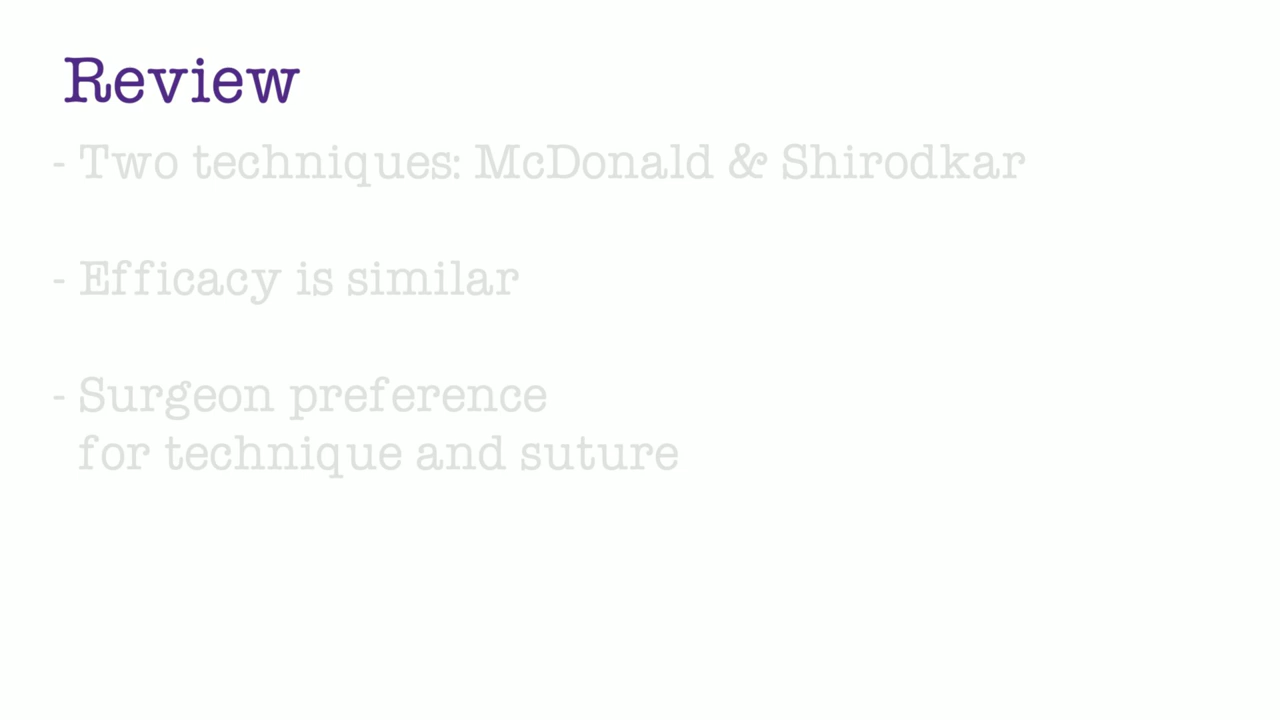 Review
- Two techniques: McDonald & Shirodkar
- Efficacy is similar
- Surgeon preference
for technique and suture